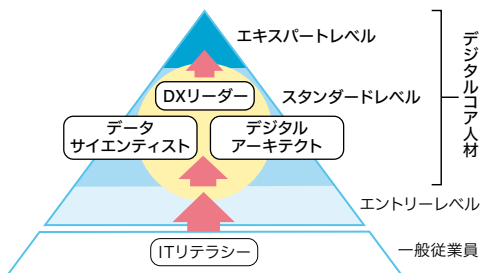 エキスパートレベル
DXリーダー
スタンダードレベル
データ
サイエンティスト
デジタル
アーキテクト
デジタルコア人材
エントリーレベル
ITリテラシー
一般従業員